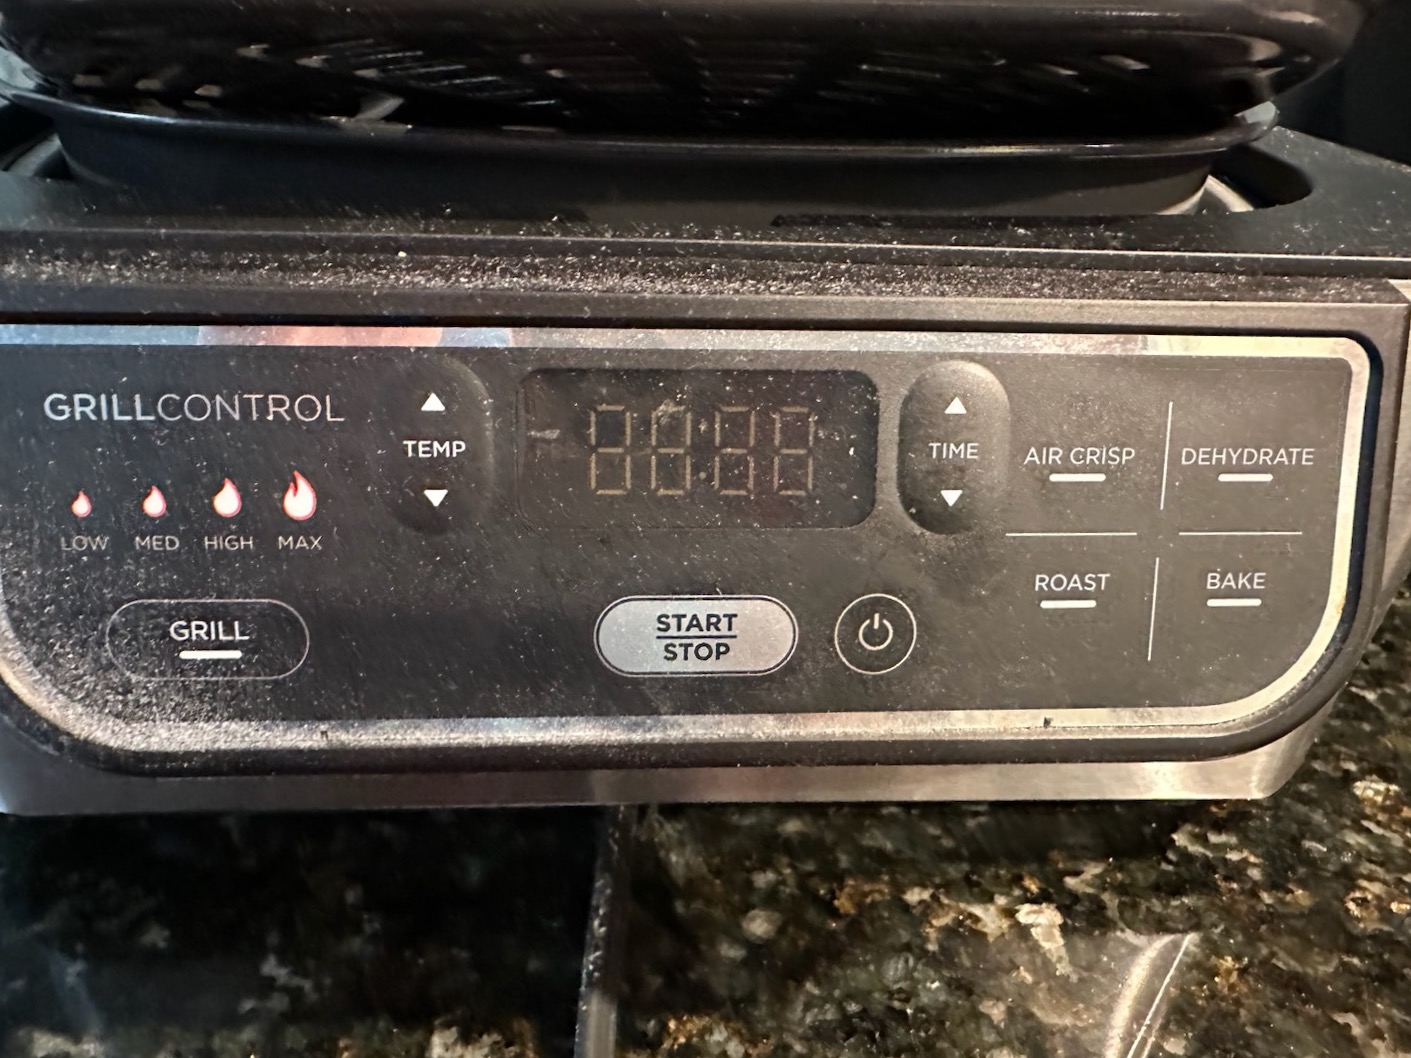 GRILLCONTROL
TEMP
TIME
AIR CRISP
DEHYDRATE
LOW MED HIGH MAX
ROAST
BAKE
GRILL
START
STOP